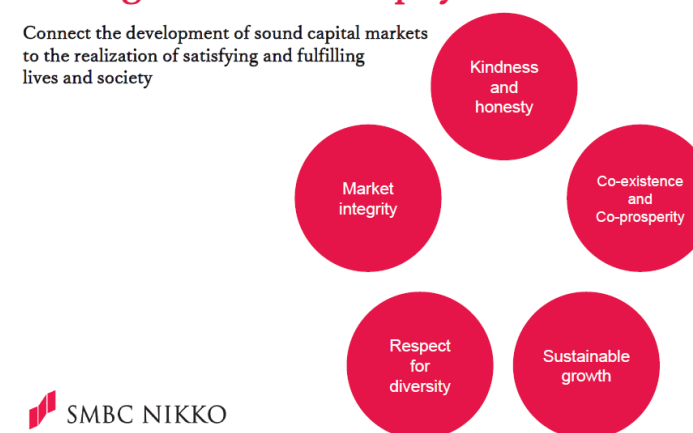 Connect the development of sound capital markets
to the realization of satisfying and fulfilling
lives and society
Kindness
and
honesty
Market
integrity
Co-existence
and
Co-prosperity
Respect
for
diversity
Sustainable
growth
SMBC NIKKO